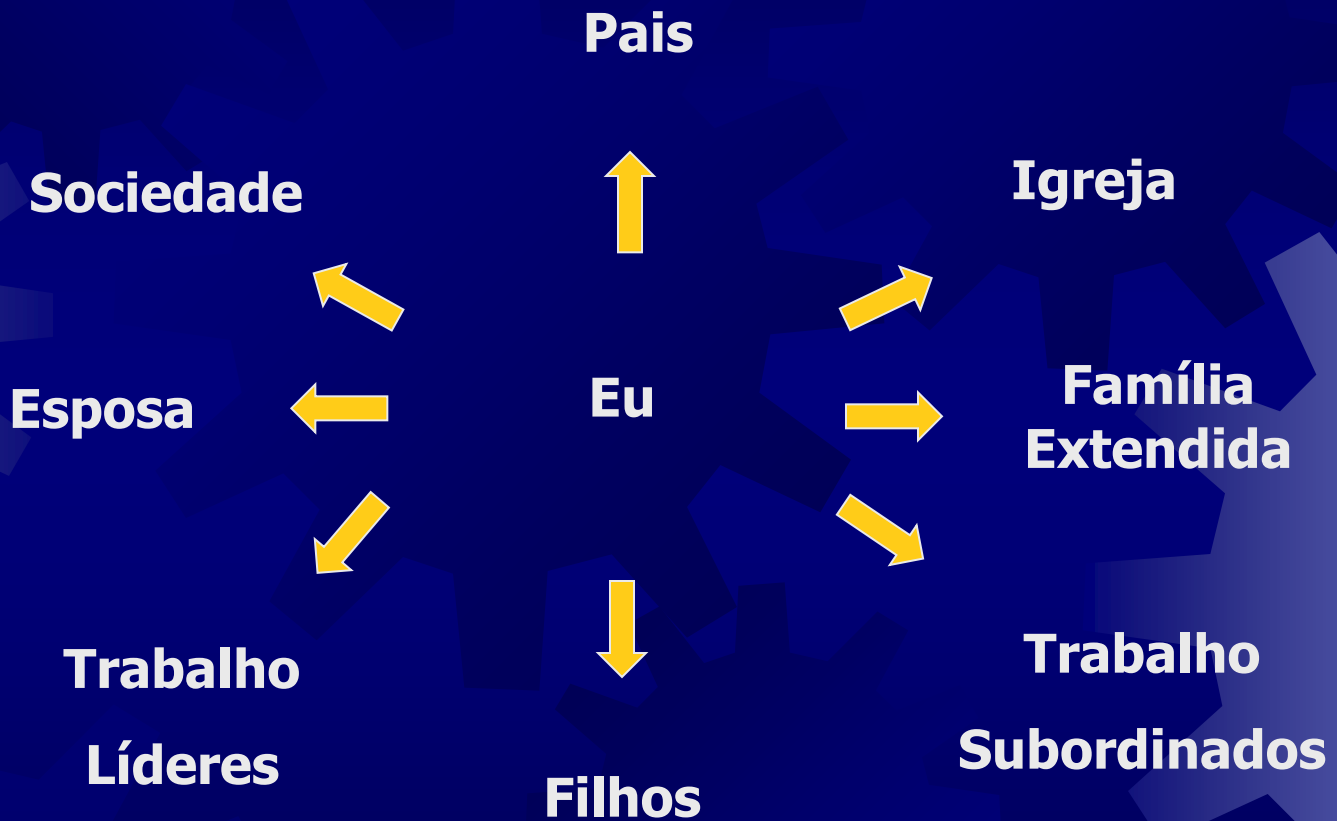 Pais
Sociedade
Igreja
Esposa
Eu
Família
Extendida
Trabalho
Líderes
Filhos
Trabalho
Subordinados